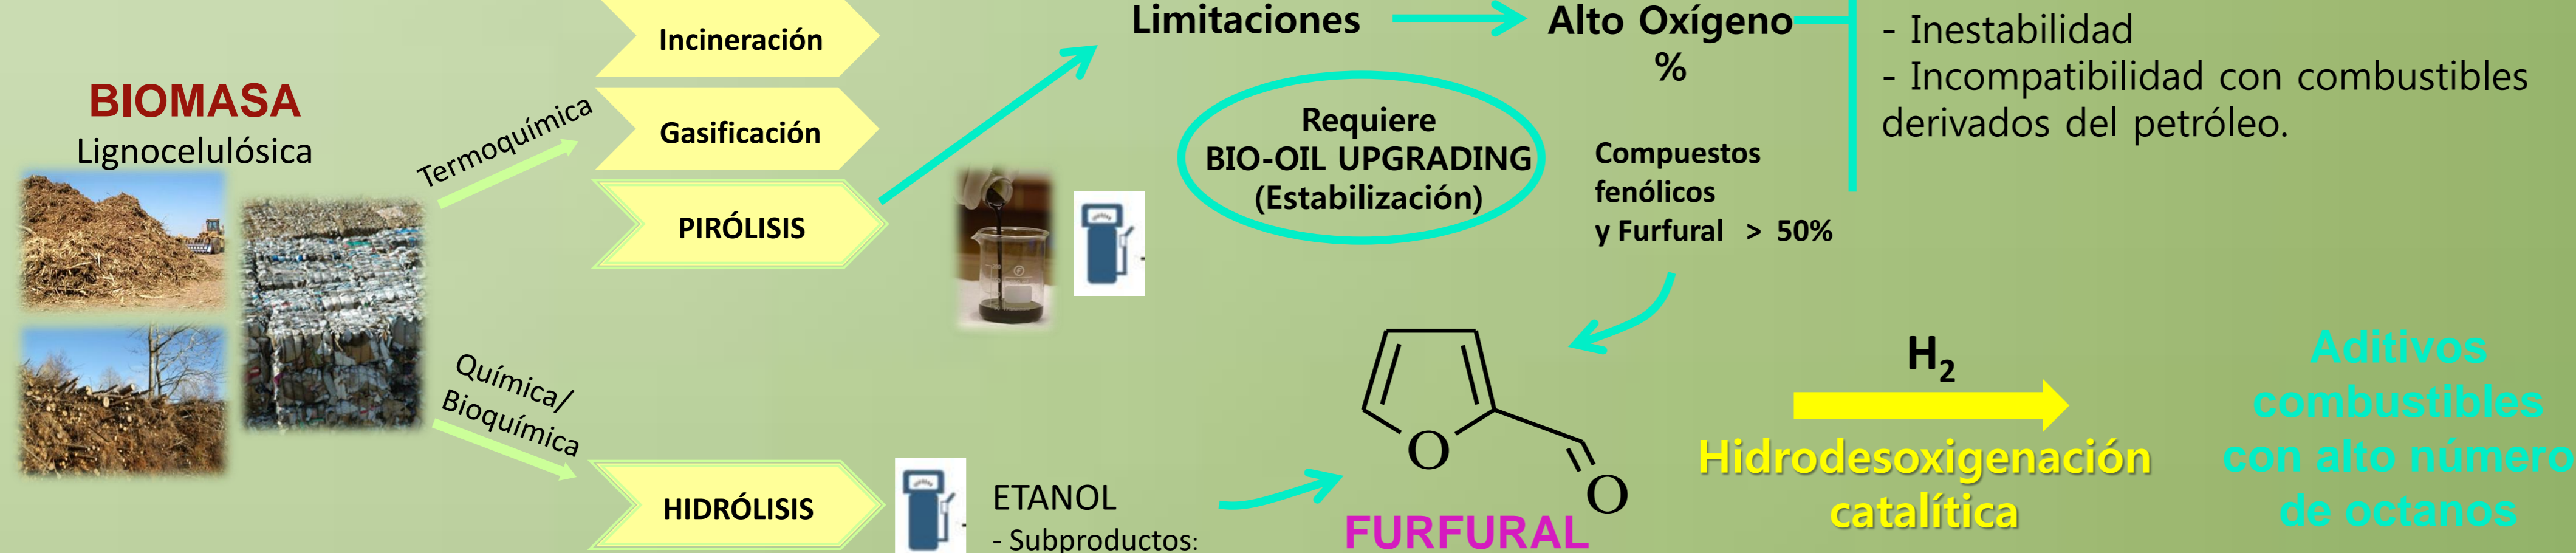 BIOMASA
Lignocelulósica
Termoquímica
Incineración
Gasificación
PIRÓLISIS
Limitaciones
Alto Oxígeno
%
- Inestabilidad
- Incompatibilidad con combustibles
derivados del petróleo.
Requiere
BIO-OIL UPGRADING
(Estabilización)
Compuestos
fenólicos
y Furfural > 50%
Química/
Bioquímica
HIDRÓLISIS
ETANOL
- Subproductos:
O
O
FURFURAL
H₂
Hidrodesoxigenación
catalítica
Aditivos
combustibles
con alto número
de octanos